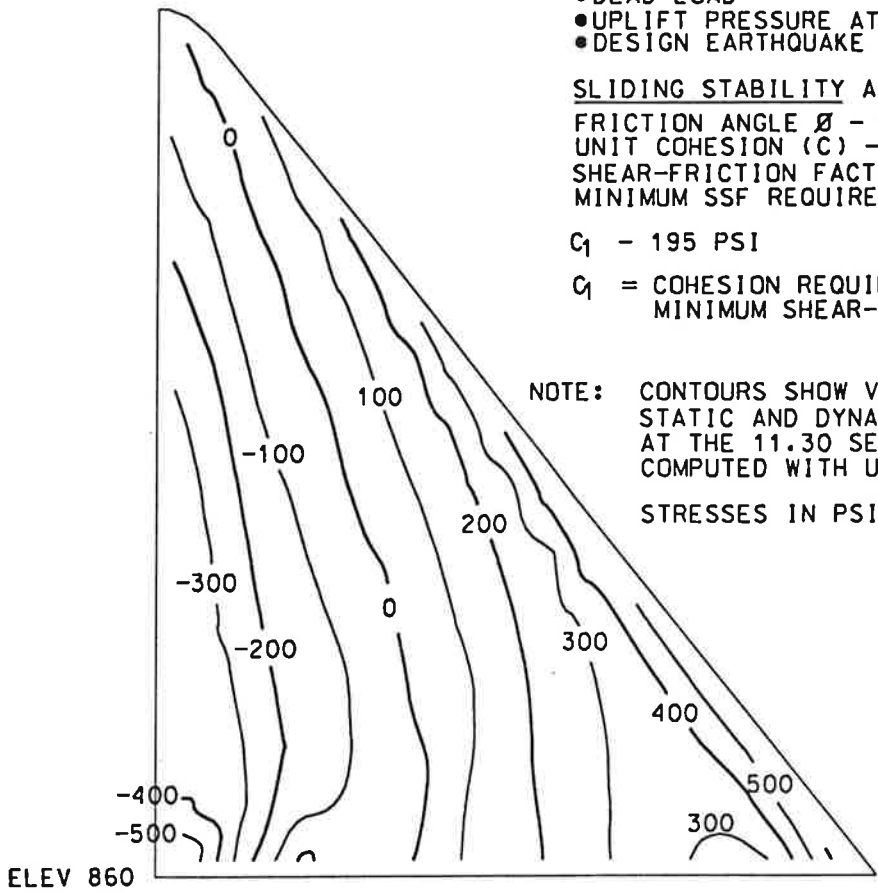 •DEAD LOAD
•UPLIFT PRESSURE AT
•DESIGN EARTHQUAKE
SLIDING STABILITY A
FRICTION ANGLE Ø -
UNIT COHESION (C) -
SHEAR-FRICTION FACT
MINIMUM SSF REQUIRE
C1 - 195 PSI
C1 = COHESION REQUI
MINIMUM SHEAR-
NOTE: CONTOURS SHOW V
STATIC AND DYNA
AT THE 11.30 SE
COMPUTED WITH U
STRESSES IN PSI
0
100
-100
200
-300
0
-200
300
400
500
-400
300
-500
ELEV 860